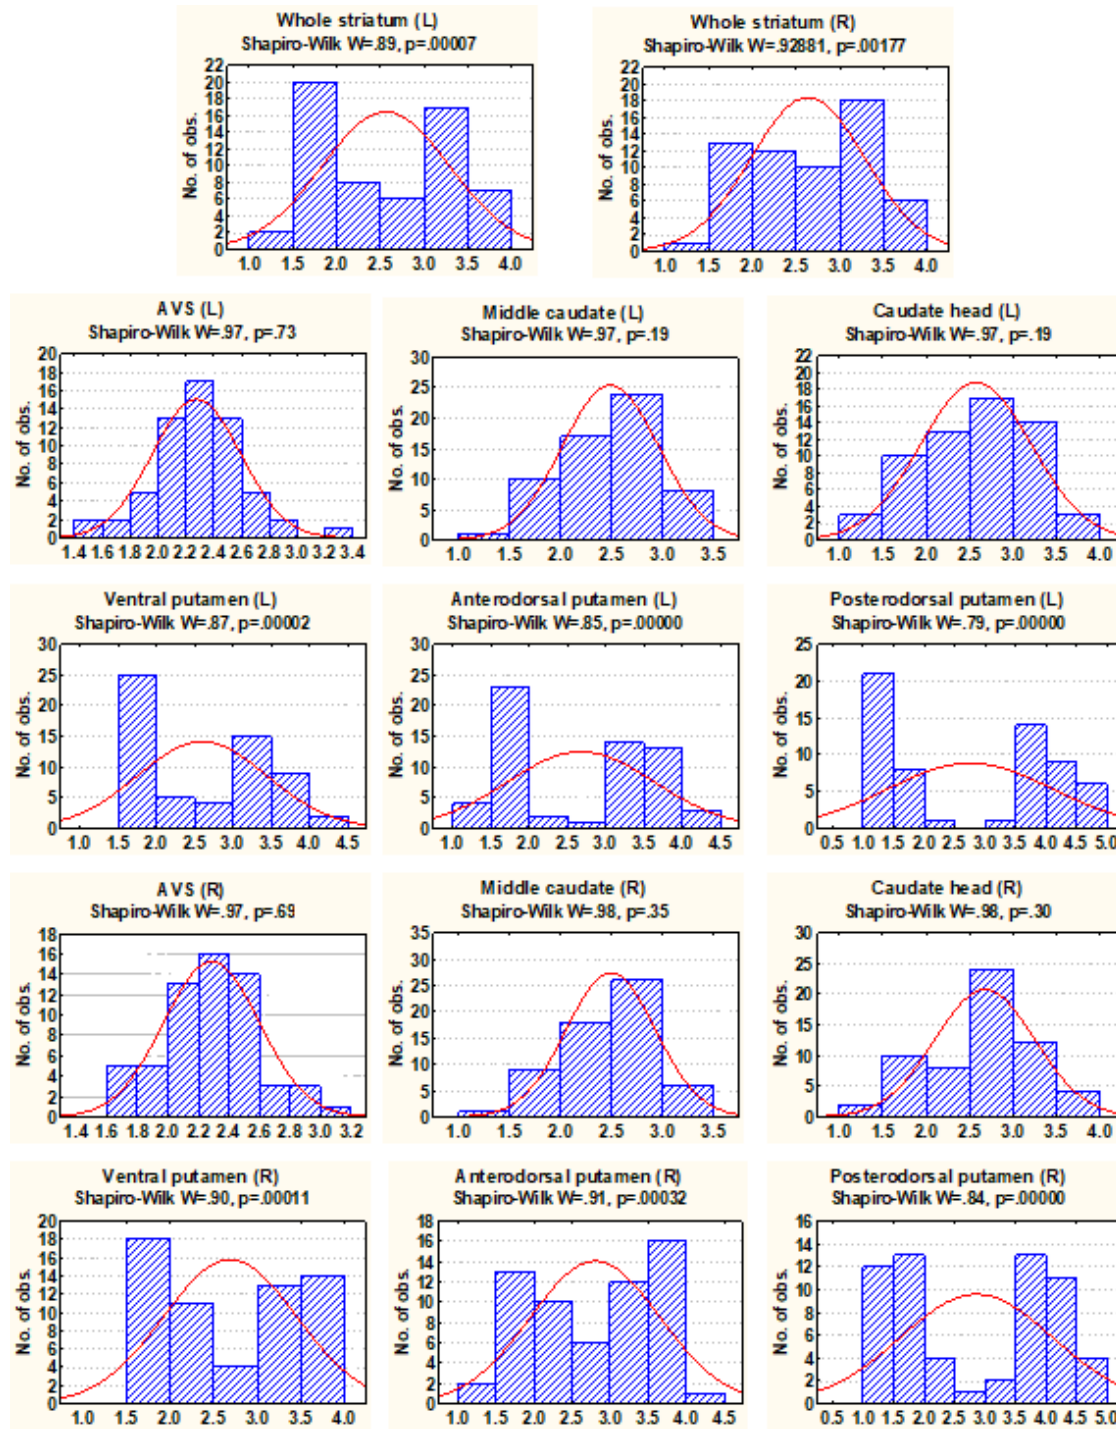 Whole striatum (L)
Shapiro-Wilk W=.89, p=.00007
22
20
18
16
14
12
10
8
6
4
2
0
No. of obs.
1.0 1.5 2.0 2.5 3.0 3.5 4.0
Whole striatum (R)
Shapiro-Wilk W=.92881, p=.00177
22
20
18
16
14
12
10
8
6
4
2
0
No. of obs.
1.0 1.5 2.0 2.5 3.0 3.5 4.0
AVS (L)
Shapiro-Wilk W=.97, p=.73
20
18
16
14
12
10
8
6
4
2
0
No. of obs.
1.4 1.6 1.8 2.0 2.2 2.4 2.6 2.8 3.0 3.2 3.4
Middle caudate (L)
Shapiro-Wilk W=.97, p=.19
30
25
20
15
10
5
0
No. of obs.
1.0 1.5 2.0 2.5 3.0 3.5
Caudate head (L)
Shapiro-Wilk W=.97, p=.19
22
20
18
16
14
12
10
8
6
4
2
0
No. of obs.
1.0 1.5 2.0 2.5 3.0 3.5 4.0
Ventral putamen (L)
Shapiro-Wilk W=.87, p=.00002
30
25
20
15
10
5
0
No. of obs.
1.0 1.5 2.0 2.5 3.0 3.5 4.0 4.5
Anterodorsal putamen (L)
Shapiro-Wilk W=.85, p=.00000
30
25
20
15
10
5
0
No. of obs.
1.0 1.5 2.0 2.5 3.0 3.5 4.0 4.5
Posterodorsal putamen (L)
Shapiro-Wilk W=.79, p=.00000
25
20
15
10
5
0
No. of obs.
0.5 1.0 1.5 2.0 2.5 3.0 3.5 4.0 4.5 5.0
AVS (R)
Shapiro-Wilk W=.97, p=.69
18
16
14
12
10
8
6
4
2
0
No. of obs.
1.4 1.6 1.8 2.0 2.2 2.4 2.6 2.8 3.0 3.2
Middle caudate (R)
Shapiro-Wilk W=.98, p=.35
35
30
25
20
15
10
5
0
No. of obs.
1.0 1.5 2.0 2.5 3.0 3.5
Caudate head (R)
Shapiro-Wilk W=.98, p=.30
30
25
20
15
10
5
0
No. of obs.
1.0 1.5 2.0 2.5 3.0 3.5 4.0
Ventral putamen (R)
Shapiro-Wilk W=.90, p=.00011
20
18
16
14
12
10
8
6
4
2
0
No. of obs.
1.0 1.5 2.0 2.5 3.0 3.5 4.0
Anterodorsal putamen (R)
Shapiro-Wilk W=.91, p=.00032
18
16
14
12
10
8
6
4
2
0
No. of obs.
1.0 1.5 2.0 2.5 3.0 3.5 4.0 4.5
Posterodorsal putamen (R)
Shapiro-Wilk W=.84, p=.00000
16
14
12
10
8
6
4
2
0
No. of obs.
0.5 1.0 1.5 2.0 2.5 3.0 3.5 4.0 4.5 5.0